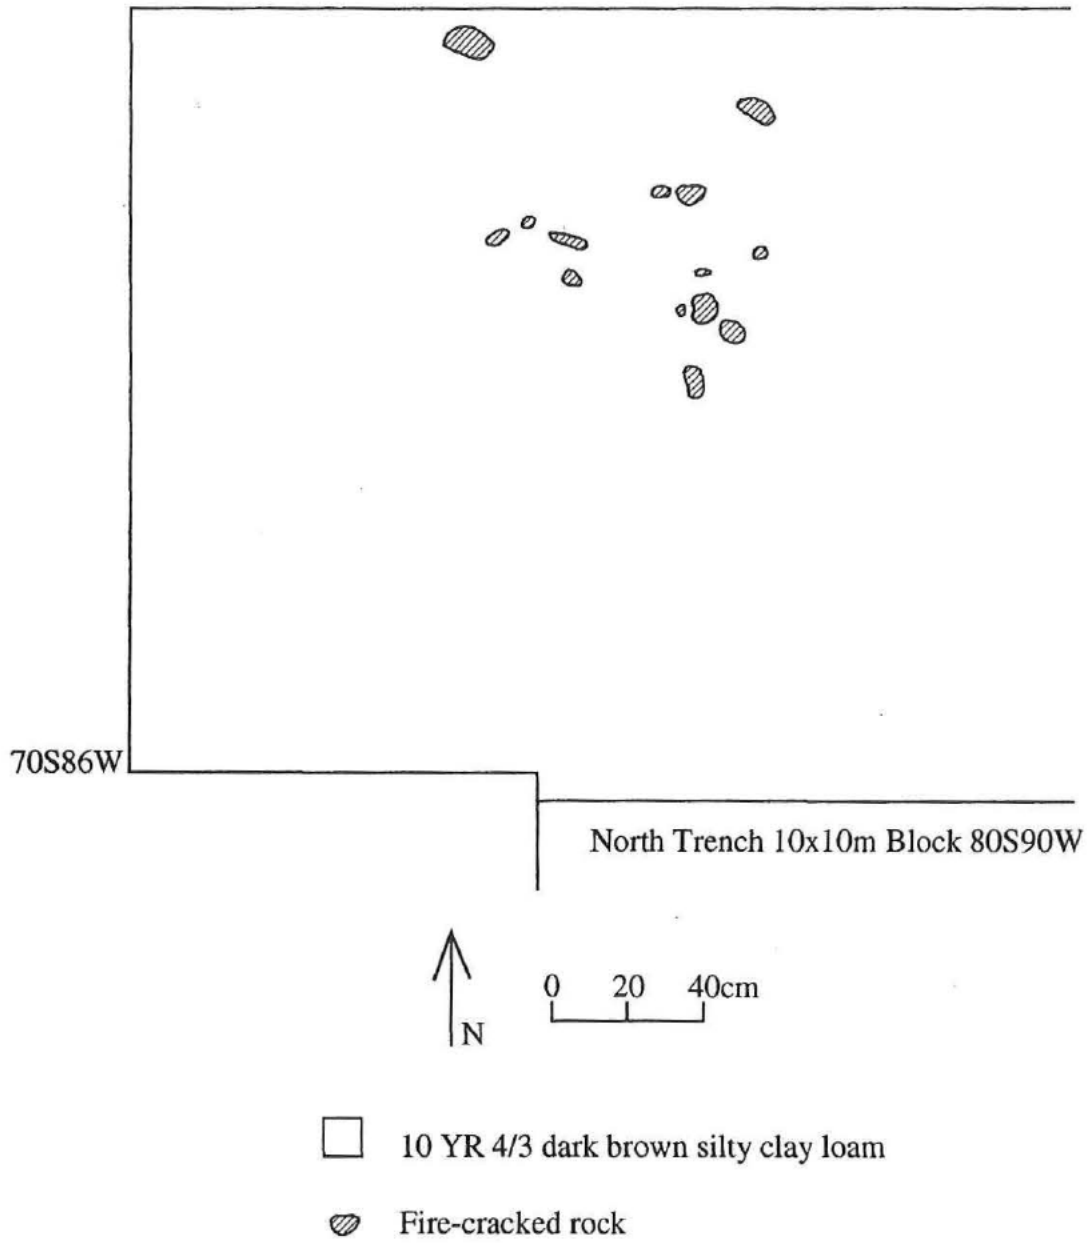 70S86W
North Trench 10x10m Block 80S90W
N
0 20 40cm
10 YR 4/3 dark brown silty clay loam
Fire-cracked rock